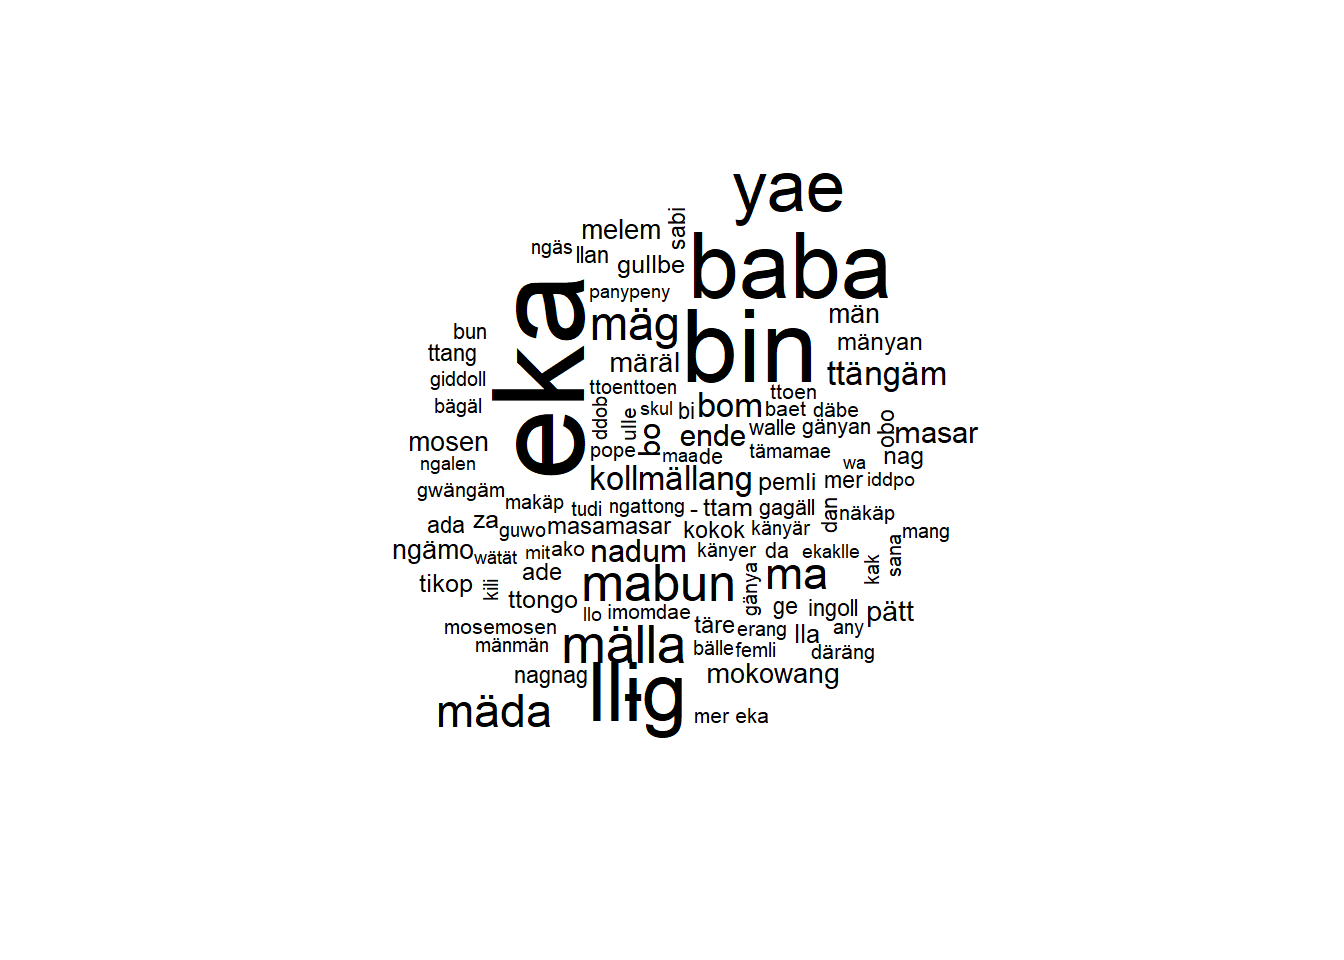 yae
melem
sabi
ngäs
llan
gullbe
baba
panypeny
eka
mäg
bin
män
bun
mänyan
ttang
märäl
ttängäm
giddoll
ttoenttoen
ttoen
bägäl
ddob
ulle
skul
bi
bom
baet
däbe
mosen
bo
ende
walle
gänyan
obo
masar
ngalen
pope
maade
tämamae
wa
nag
gwängäm
kollmällang
pemli
mer
iddpo
makäp
tudi
ngattong
-
ttam
gagäll
dan
näkäp
ada
za
guwo
masamasar
kokok
känyär
mang
ngämo
wätät
mit
ako
nadum
känyer
da
ekaklle
kak
sana
tikop
kili
ade
mabun
gänya
ma
ttongo
llo
imomdae
ge
ingoll
pätt
mosemosen
täre
erang
lla
any
mänmän
mälla
bälle
femli
däräng
nagnag
llɨg
mokowang
mäda
mer eka